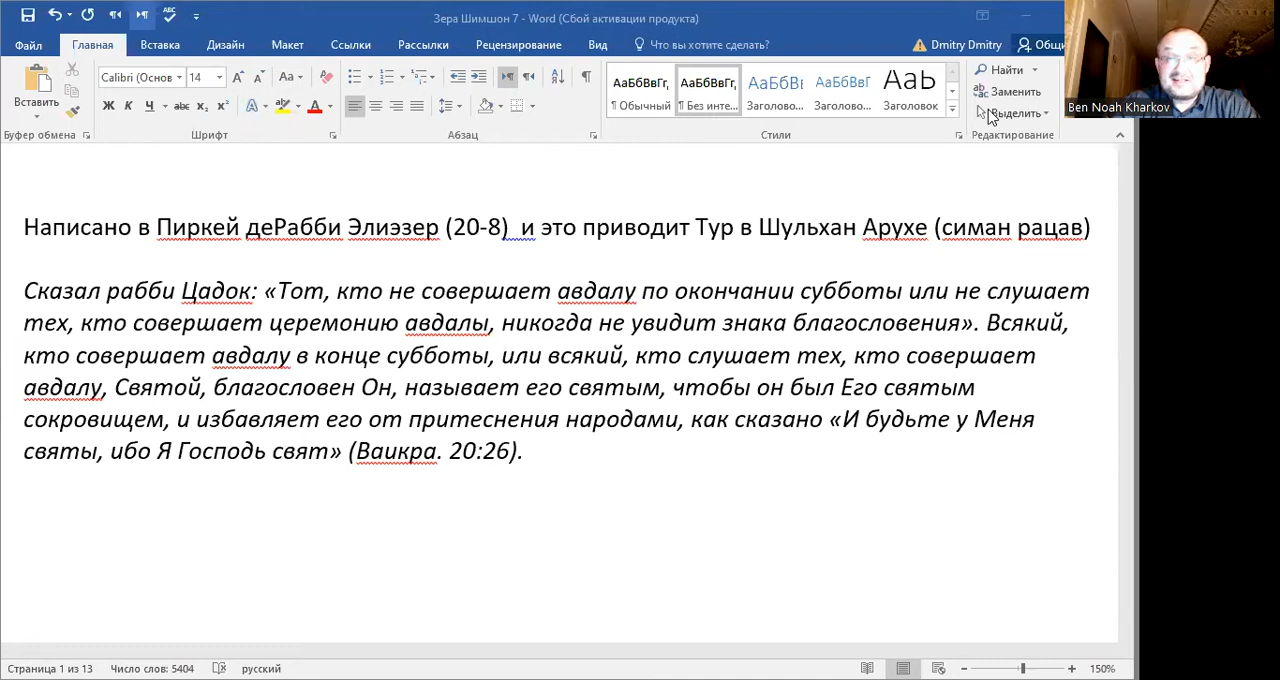 Зера Шимшон 7 - Word (Сбой активации продукта)
Файл Главная Вставка Дизайн Макет Ссылки Рассылки Рецензирование Вид Что вы хотите сделать? Dmitry Dmitry
Calibri (Основ 14
Вставить
Буфер обмена Шрифт Абзац Стили Редактирование
АаБбВвГг, АаБбВвГг, АаБбВı АаБбВвГ АаЬ
¶ Обычный ¶ Без инте... Заголово... Заголово... Заголовок
Найти
Заменить
Выделить
Ben Noah Kharkov
Написано в Пиркей деРабби Элиэзер (20-8) и это приводит Тур в Шульхан Арухе (симан рацав)
Сказал рабби Цадок: «Тот, кто не совершает авдалу по окончании субботы или не слушает
тех, кто совершает церемонию авдалы, никогда не увидит знака благословения». Всякий,
кто совершает авдалу в конце субботы, или всякий, кто слушает тех, кто совершает
авдалу, Святой, благословен Он, называет его святым, чтобы он был Его святым
сокровищем, и избавляет его от притеснения народами, как сказано «И будьте у Меня
святы, ибо Я Господь свят» (Ваикра. 20:26).
Страница 1 из 13 Число слов: 5404 русский 150%